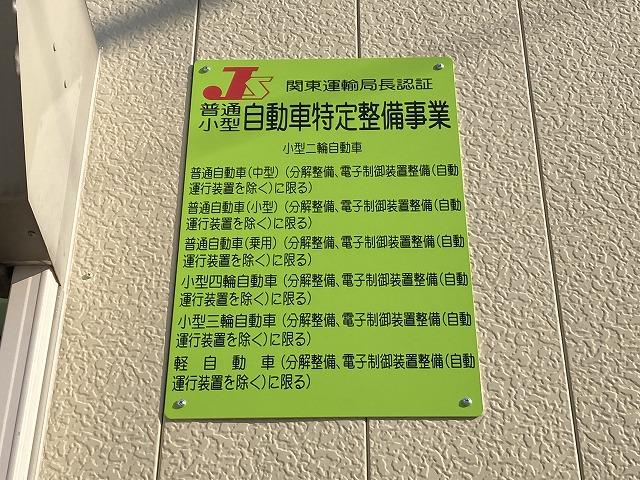 JS 関東運輸局長認証
普通
小型 自動車特定整備事業
小型二輪自動車
普通自動車(中型)(分解整備、電子制御装置整備(自動
運行装置を除く)に限る)
普通自動車(小型)(分解整備、電子制御装置整備(自動
運行装置を除く)に限る)
普通自動車(乗用)(分解整備、電子制御装置整備(自動
運行装置を除く)に限る)
小型四輪自動車(分解整備、電子制御装置整備(自動
運行装置を除く)に限る)
小型三輪自動車(分解整備、電子制御装置整備(自動
運行装置を除く)に限る)
軽自動車(分解整備、電子制御装置整備(自動
運行装置を除く)に限る)